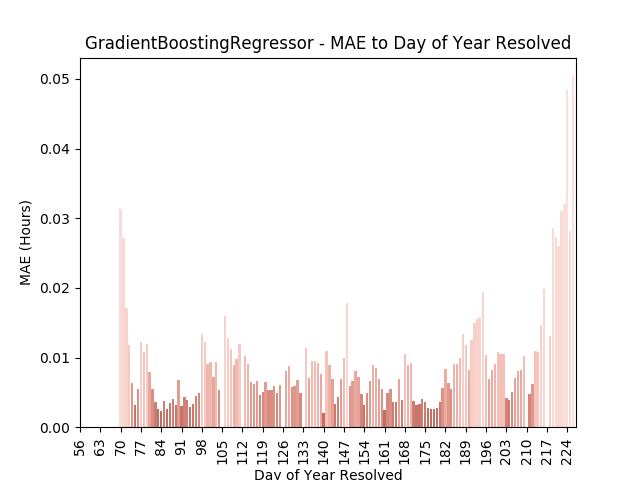 GradientBoostingRegressor - MAE to Day of Year Resolved
0.05
0.04
0.03
0.02
0.01
0.00
MAE (Hours)
56 63 70 77 84 91 98 105 112 119 126 133 140 147 154 161 168 175 182 189 196 203 210 217 224
Day of Year Resolved